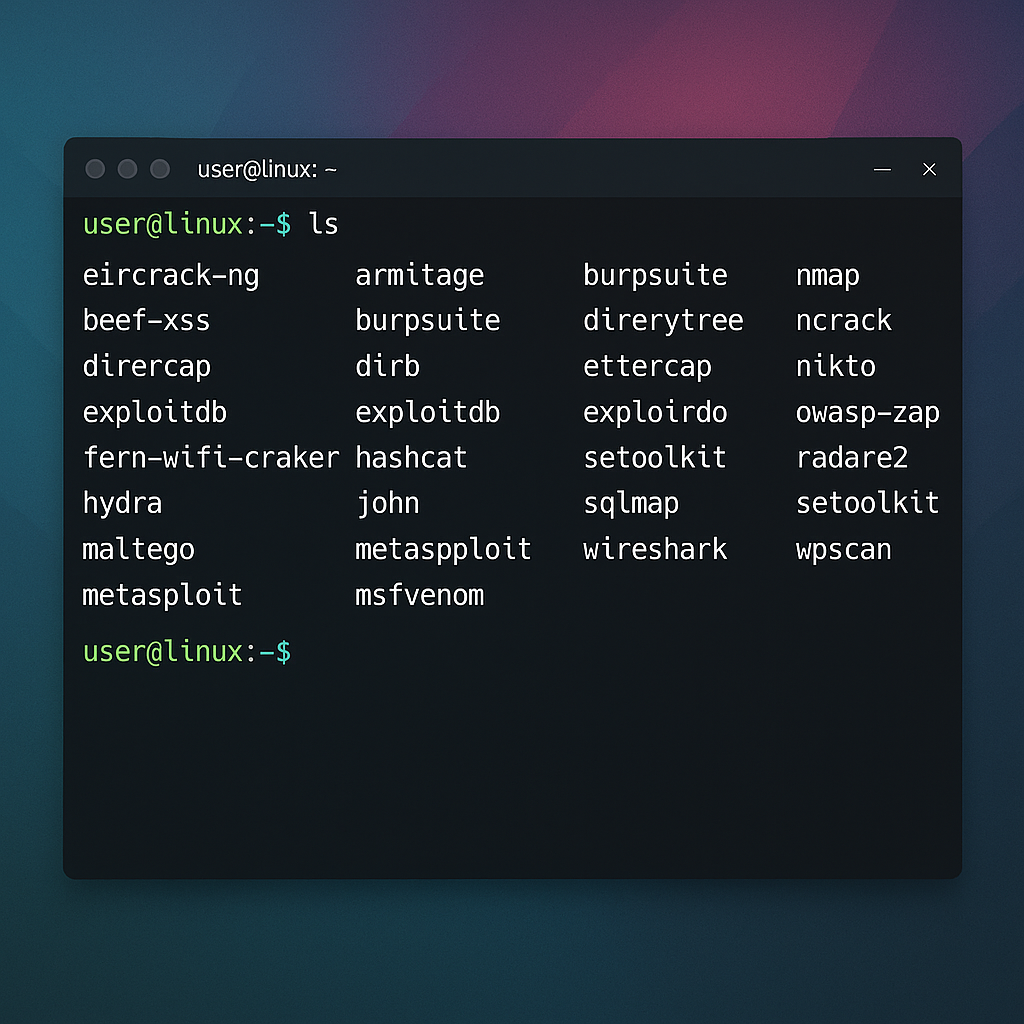 user@linux: ~
user@linux:~$ ls
eircrack-ng armitage burpsuite nmap
beef-xss burpsuite direrytree ncrack
dirercap dirb ettercap nikto
exploitdb exploitdb exploirdo owasp-zap
fern-wifi-craker hashcat setoolkit radare2
hydra john sqlmap setoolkit
maltego metaspploit wireshark wpscan
metasploit msfvenom
user@linux:~$